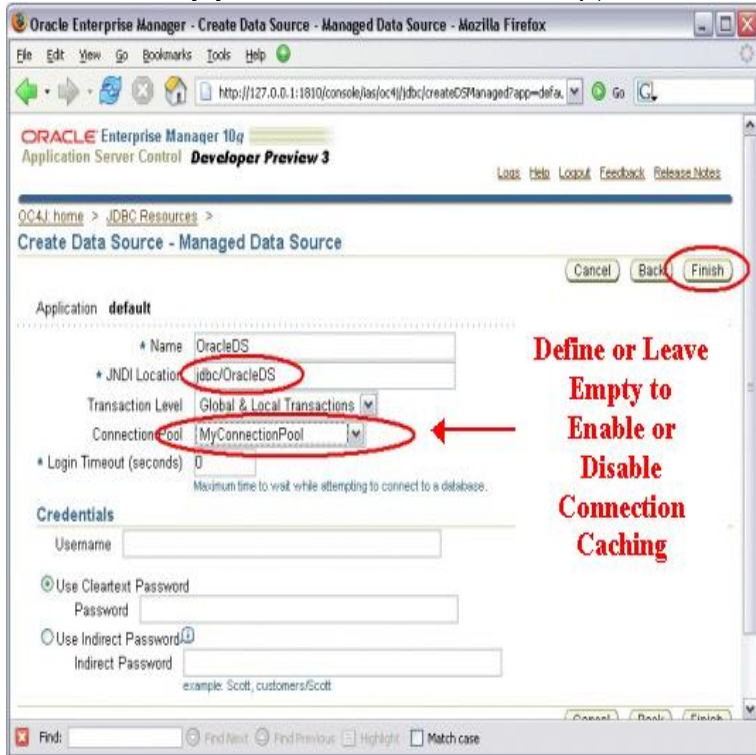 Oracle Enterprise Manager - Create Data Source - Managed Data Source - Mozilla Firefox
File Edit View Go Bookmarks Tools Help
http://127.0.0.1:1810/console/ias/oc4j/jdbc/createDSManaged?app=defau Go
ORACLE Enterprise Manager 10g
Application Server Control Developer Preview 3
Logs Help Logout Feedback Release Notes
OC4J: home > JDBC Resources >
Create Data Source - Managed Data Source
Cancel Back Finish
Application default
* Name OracleDS
* JNDI Location jdbc/OracleDS
Transaction Level Global & Local Transactions
Connection Pool MyConnectionPool
* Login Timeout (seconds) 0
Maximum time to wait while attempting to connect to a database.
Define or Leave
Empty to
Enable or
Disable
Connection
Caching
Credentials
Username
Use Cleartext Password
Password
Use Indirect Password
Indirect Password
example: Scott, customers/Scott
Cancel Back Finish
Find: Find Next Find Previous Highlight Match case